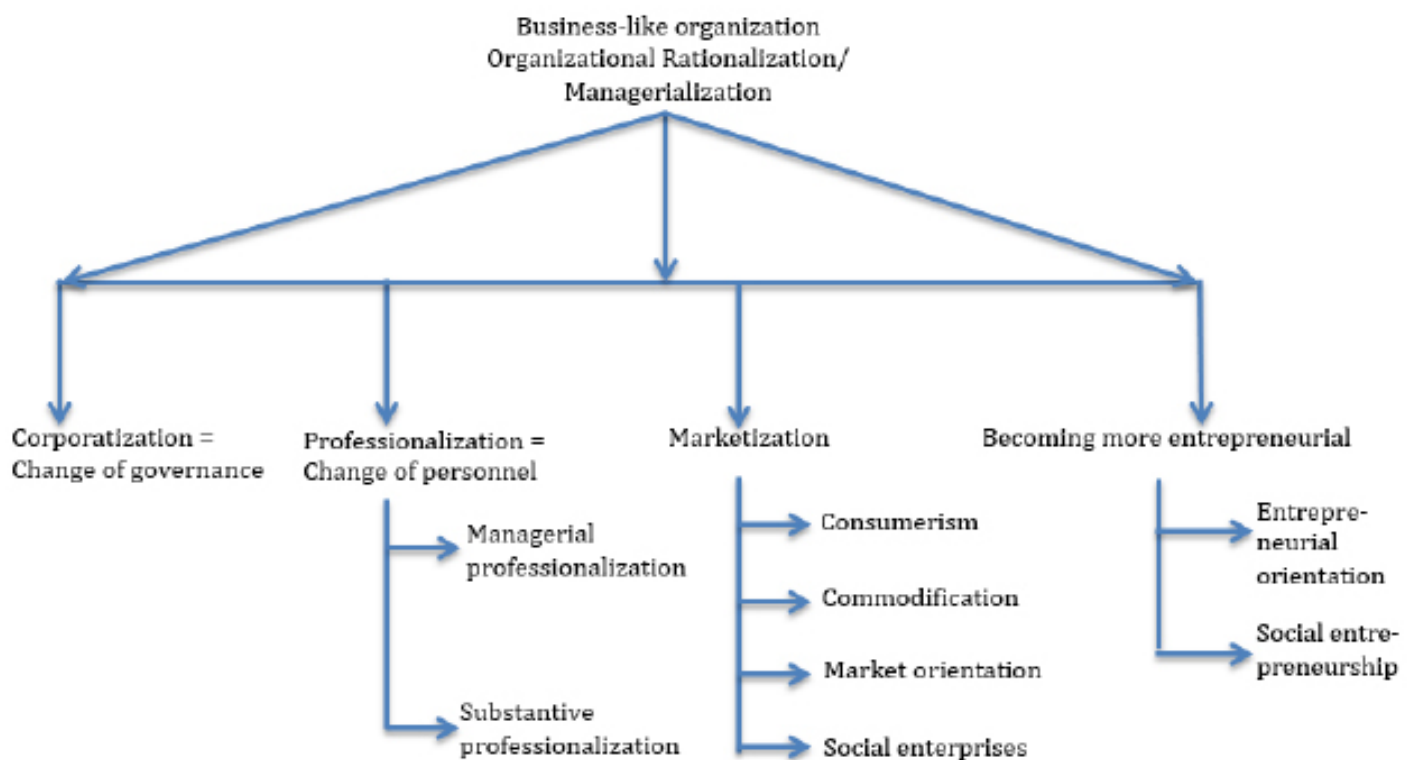 Business-like organization
Organizational Rationalization/
Managerialization
Corporatization =
Change of governance
Professionalization =
Change of personnel
Managerial
professionalization
Substantive
professionalization
Marketization
Consumerism
Commodification
Market orientation
Social enterprises
Becoming more entrepreneurial
Entrepre-
neurial
orientation
Social entre-
preneurship